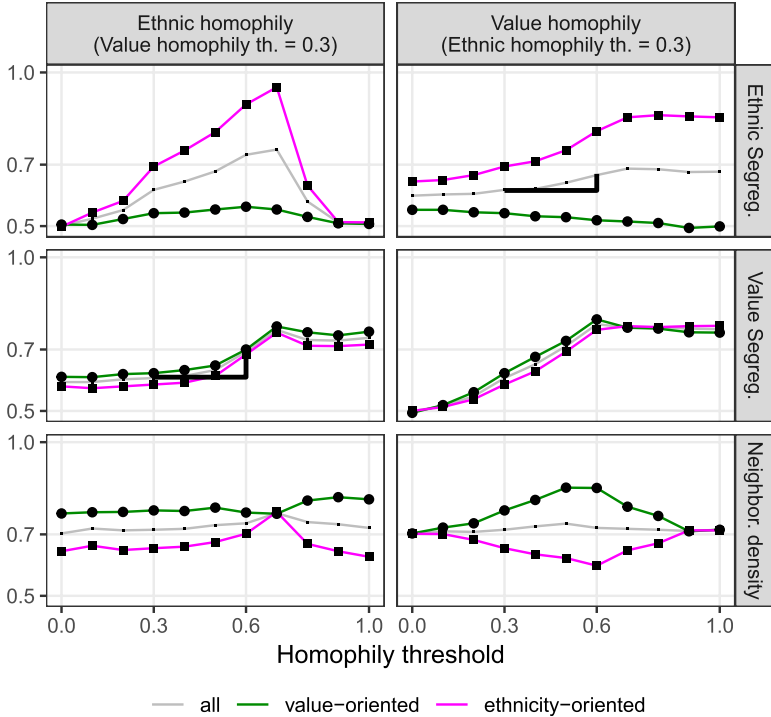 Ethnic homophily
(Value homophily th. = 0.3)
Value homophily
(Ethnic homophily th. = 0.3)
1.0
0.7
0.5
Ethnic Segreg.
1.0
0.7
0.5
Value Segreg.
1.0
0.7
0.5
Neighbor. density
0.0 0.3 0.6 1.0
0.0 0.3 0.6 1.0
Homophily threshold
all value−oriented ethnicity−oriented